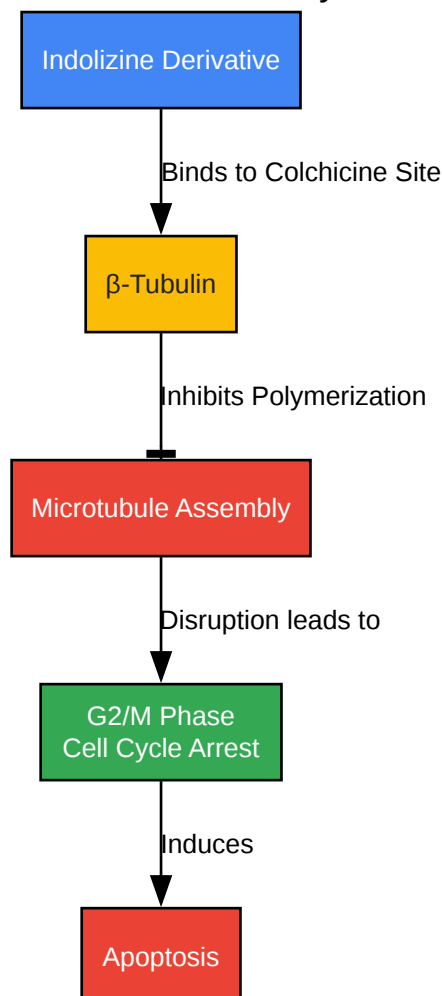 Indolizine Derivative
Binds to Colchicine Site
β-Tubulin
Inhibits Polymerization
Microtubule Assembly
Disruption leads to
G2/M Phase
Cell Cycle Arrest
Induces
Apoptosis